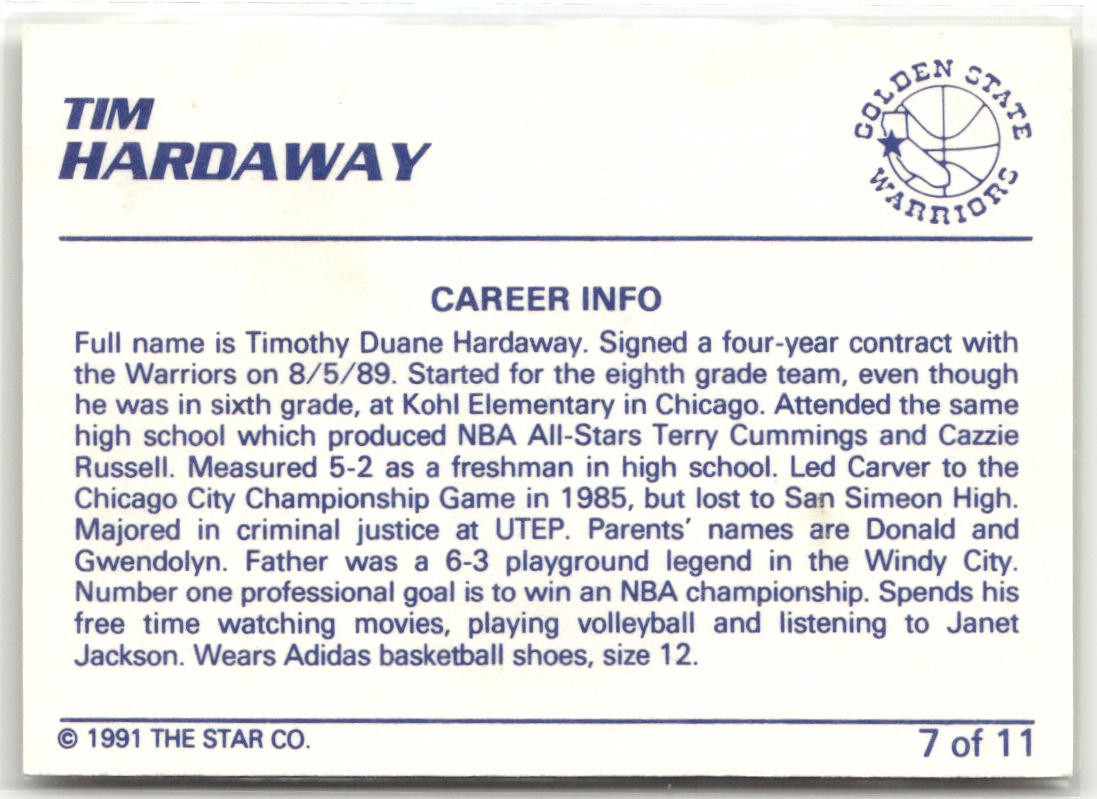 TIM
HARDAWAY
GOLDEN STATE
WARRIORS
CAREER INFO
Full name is Timothy Duane Hardaway. Signed a four-year contract with
the Warriors on 8/5/89. Started for the eighth grade team, even though
he was in sixth grade, at Kohl Elementary in Chicago. Attended the same
high school which produced NBA All-Stars Terry Cummings and Cazzie
Russell. Measured 5-2 as a freshman in high school. Led Carver to the
Chicago City Championship Game in 1985, but lost to San Simeon High.
Majored in criminal justice at UTEP. Parents' names are Donald and
Gwendolyn. Father was a 6-3 playground legend in the Windy City.
Number one professional goal is to win an NBA championship. Spends his
free time watching movies, playing volleyball and listening to Janet
Jackson. Wears Adidas basketball shoes, size 12.
© 1991 THE STAR CO.
7 of 11